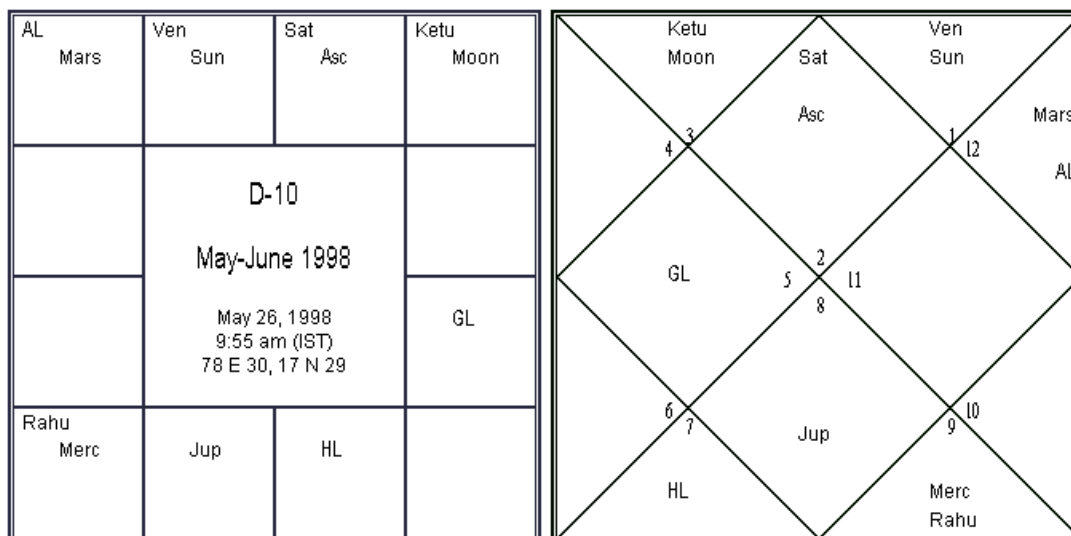 AL
Mars
Ven
Sun
Sat
Asc
Ketu
Moon
D-10
May-June 1998
May 26, 1998
9:55 am (IST)
78 E 30, 17 N 29
GL
Rahu
Merc
Jup
HL
Ketu
Moon
Sat
Ven
Sun
Asc
Mars
AL
3
4
1
12
GL
2
5
11
8
6
7
10
9
Jup
HL
Merc
Rahu